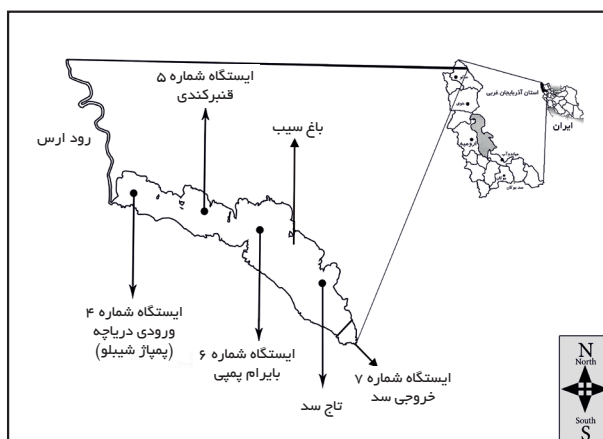 ایستگاه شماره ۵
قنبرکندی
رود ارس
باغ سیب
استان آذربایجان غربی
ایران
ارومیه
ایستگاه شماره ۴
ورودی دریاچه
(پمپاژ شیبلو)
ایستگاه شماره ۶
بایرام پمپی
تاج سد
ایستگاه شماره ۷
خروجی سد
N
North
South
S